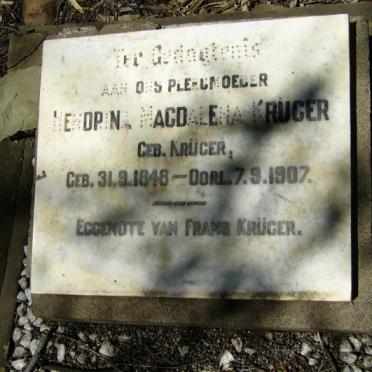 Ter Gedagtenis
AAN ONS PLEEGMOEDER
HENDRINA MAGDALENA KRÜGER
GEB. KRÜGER,
GEB. 31.9.1848 — OORL. 7.9.1907.
EGGENOTE VAN FRANS KRÜGER.